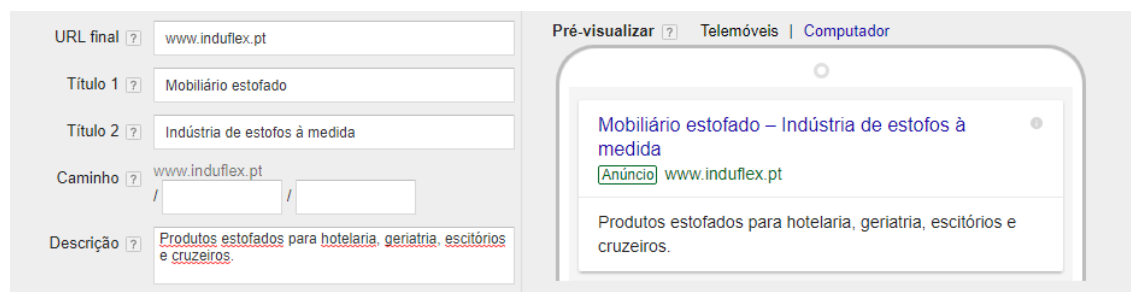 URL final ? www.induflex.pt
Título 1 ? Mobiliário estofado
Título 2 ? Indústria de estofos à medida
Caminho ? www.induflex.pt
/ /
Descrição ? Produtos estofados para hotelaria, geriatria, escitórios
e cruzeiros.
Pré-visualizar ? Telemóveis | Computador
Mobiliário estofado – Indústria de estofos à
medida
Anúncio www.induflex.pt
Produtos estofados para hotelaria, geriatria, escitórios e
cruzeiros.